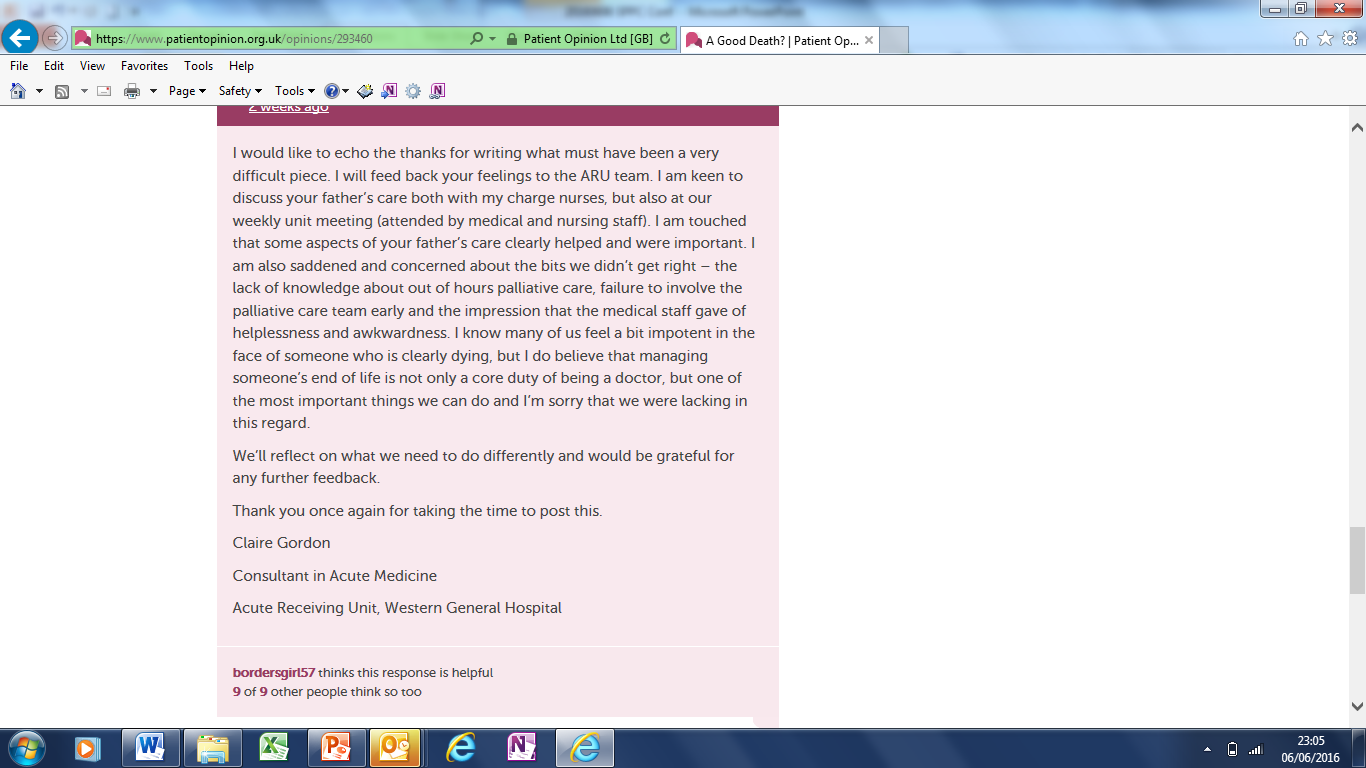 https://www.patientopinion.org.uk/opinions/293460
Patient Opinion Ltd [GB]
A Good Death? | Patient Op...
File Edit View Favorites Tools Help
Page Safety Tools
2 weeks ago
I would like to echo the thanks for writing what must have been a very
difficult piece. I will feed back your feelings to the ARU team. I am keen to
discuss your father’s care both with my charge nurses, but also at our
weekly unit meeting (attended by medical and nursing staff). I am touched
that some aspects of your father’s care clearly helped and were important. I
am also saddened and concerned about the bits we didn’t get right – the
lack of knowledge about out of hours palliative care, failure to involve the
palliative care team early and the impression that the medical staff gave of
helplessness and awkwardness. I know many of us feel a bit impotent in the
face of someone who is clearly dying, but I do believe that managing
someone’s end of life is not only a core duty of being a doctor, but one of
the most important things we can do and I’m sorry that we were lacking in
this regard.
We’ll reflect on what we need to do differently and would be grateful for
any further feedback.
Thank you once again for taking the time to post this.
Claire Gordon
Consultant in Acute Medicine
Acute Receiving Unit, Western General Hospital
bordersgirl57 thinks this response is helpful
9 of 9 other people think so too
23:05
06/06/2016